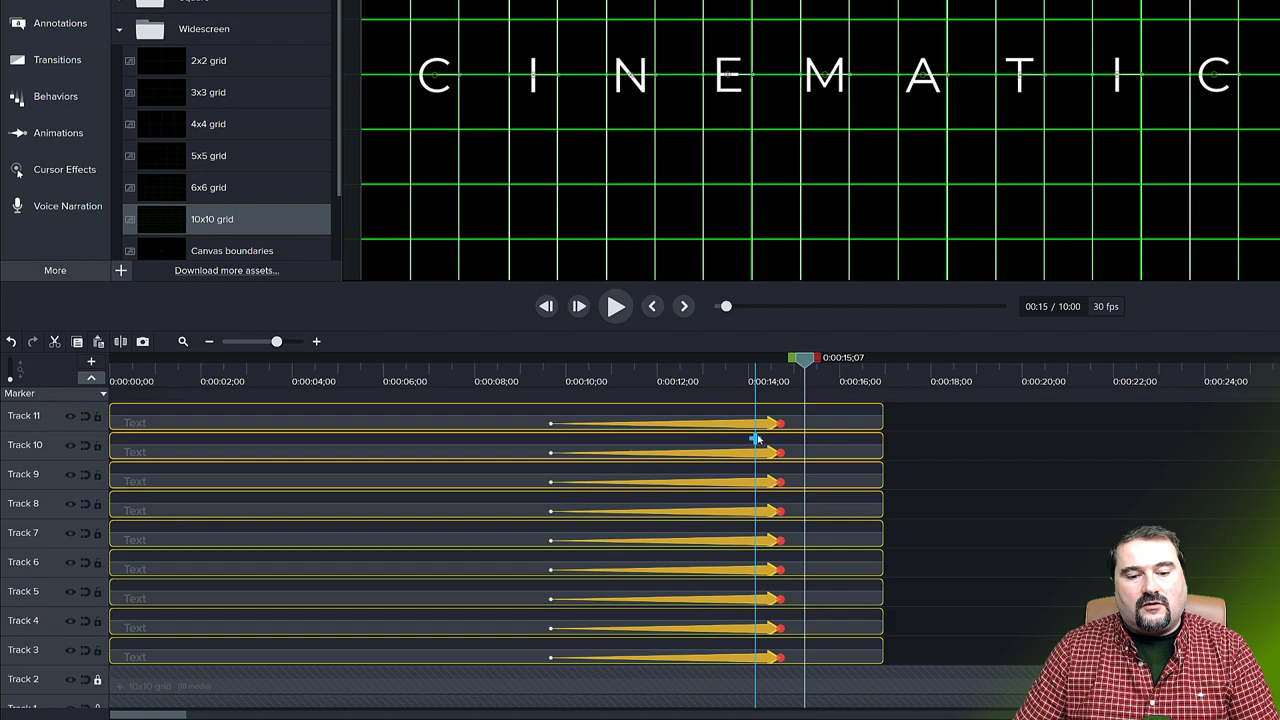 Annotations
Transitions
Behaviors
Animations
Cursor Effects
Voice Narration
More
Widescreen
2x2 grid
3x3 grid
4x4 grid
5x5 grid
6x6 grid
10x10 grid
Canvas boundaries
Download more assets...
C I N E M A T I C
00:15 / 10:00 30 fps
0:00:15;07
0:00:00;00 0:00:02;00 0:00:04;00 0:00:06;00 0:00:08;00 0:00:10;00 0:00:12;00 0:00:14;00 0:00:16;00 0:00:18;00 0:00:20;00 0:00:22;00 0:00:24;00
Marker
Track 11 Text
Track 10 Text
Track 9 Text
Track 8 Text
Track 7 Text
Track 6 Text
Track 5 Text
Track 4 Text
Track 3 Text
Track 2 10x10 grid
Track 1